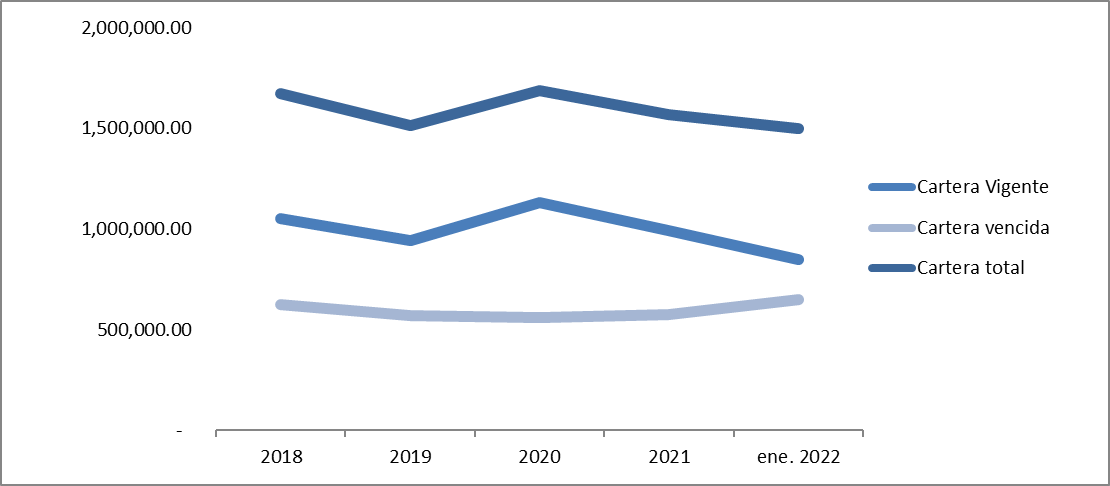 2,000,000.00
1,500,000.00
1,000,000.00
500,000.00
-
2018 2019 2020 2021 ene. 2022
Cartera Vigente
Cartera vencida
Cartera total